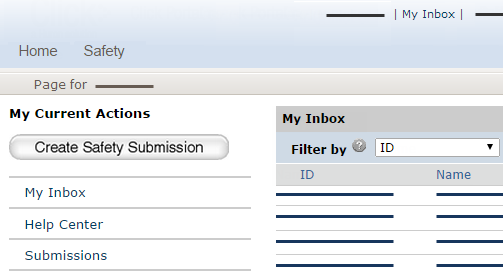 | My Inbox |
Home Safety
Page for
My Current Actions
Create Safety Submission
My Inbox
Help Center
Submissions
My Inbox
Filter by ? ID
ID Name